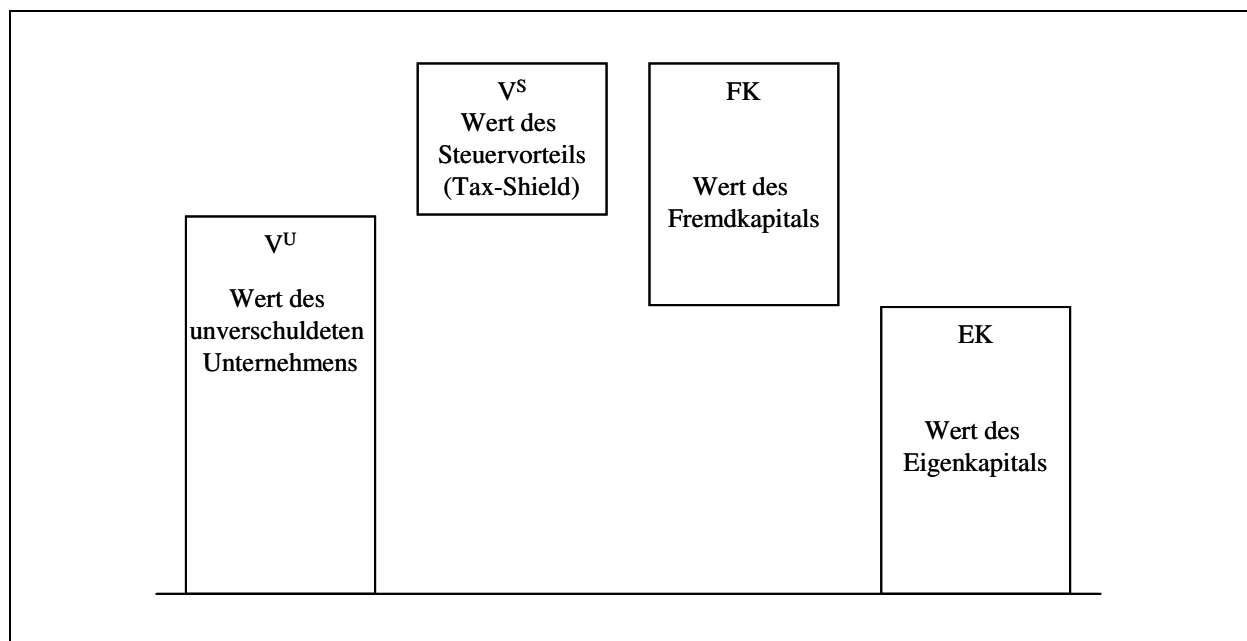 V^U
Wert des
unverschuldeten
Unternehmens
V^S
Wert des
Steuervorteils
(Tax-Shield)
FK
Wert des
Fremdkapitals
EK
Wert des
Eigenkapitals